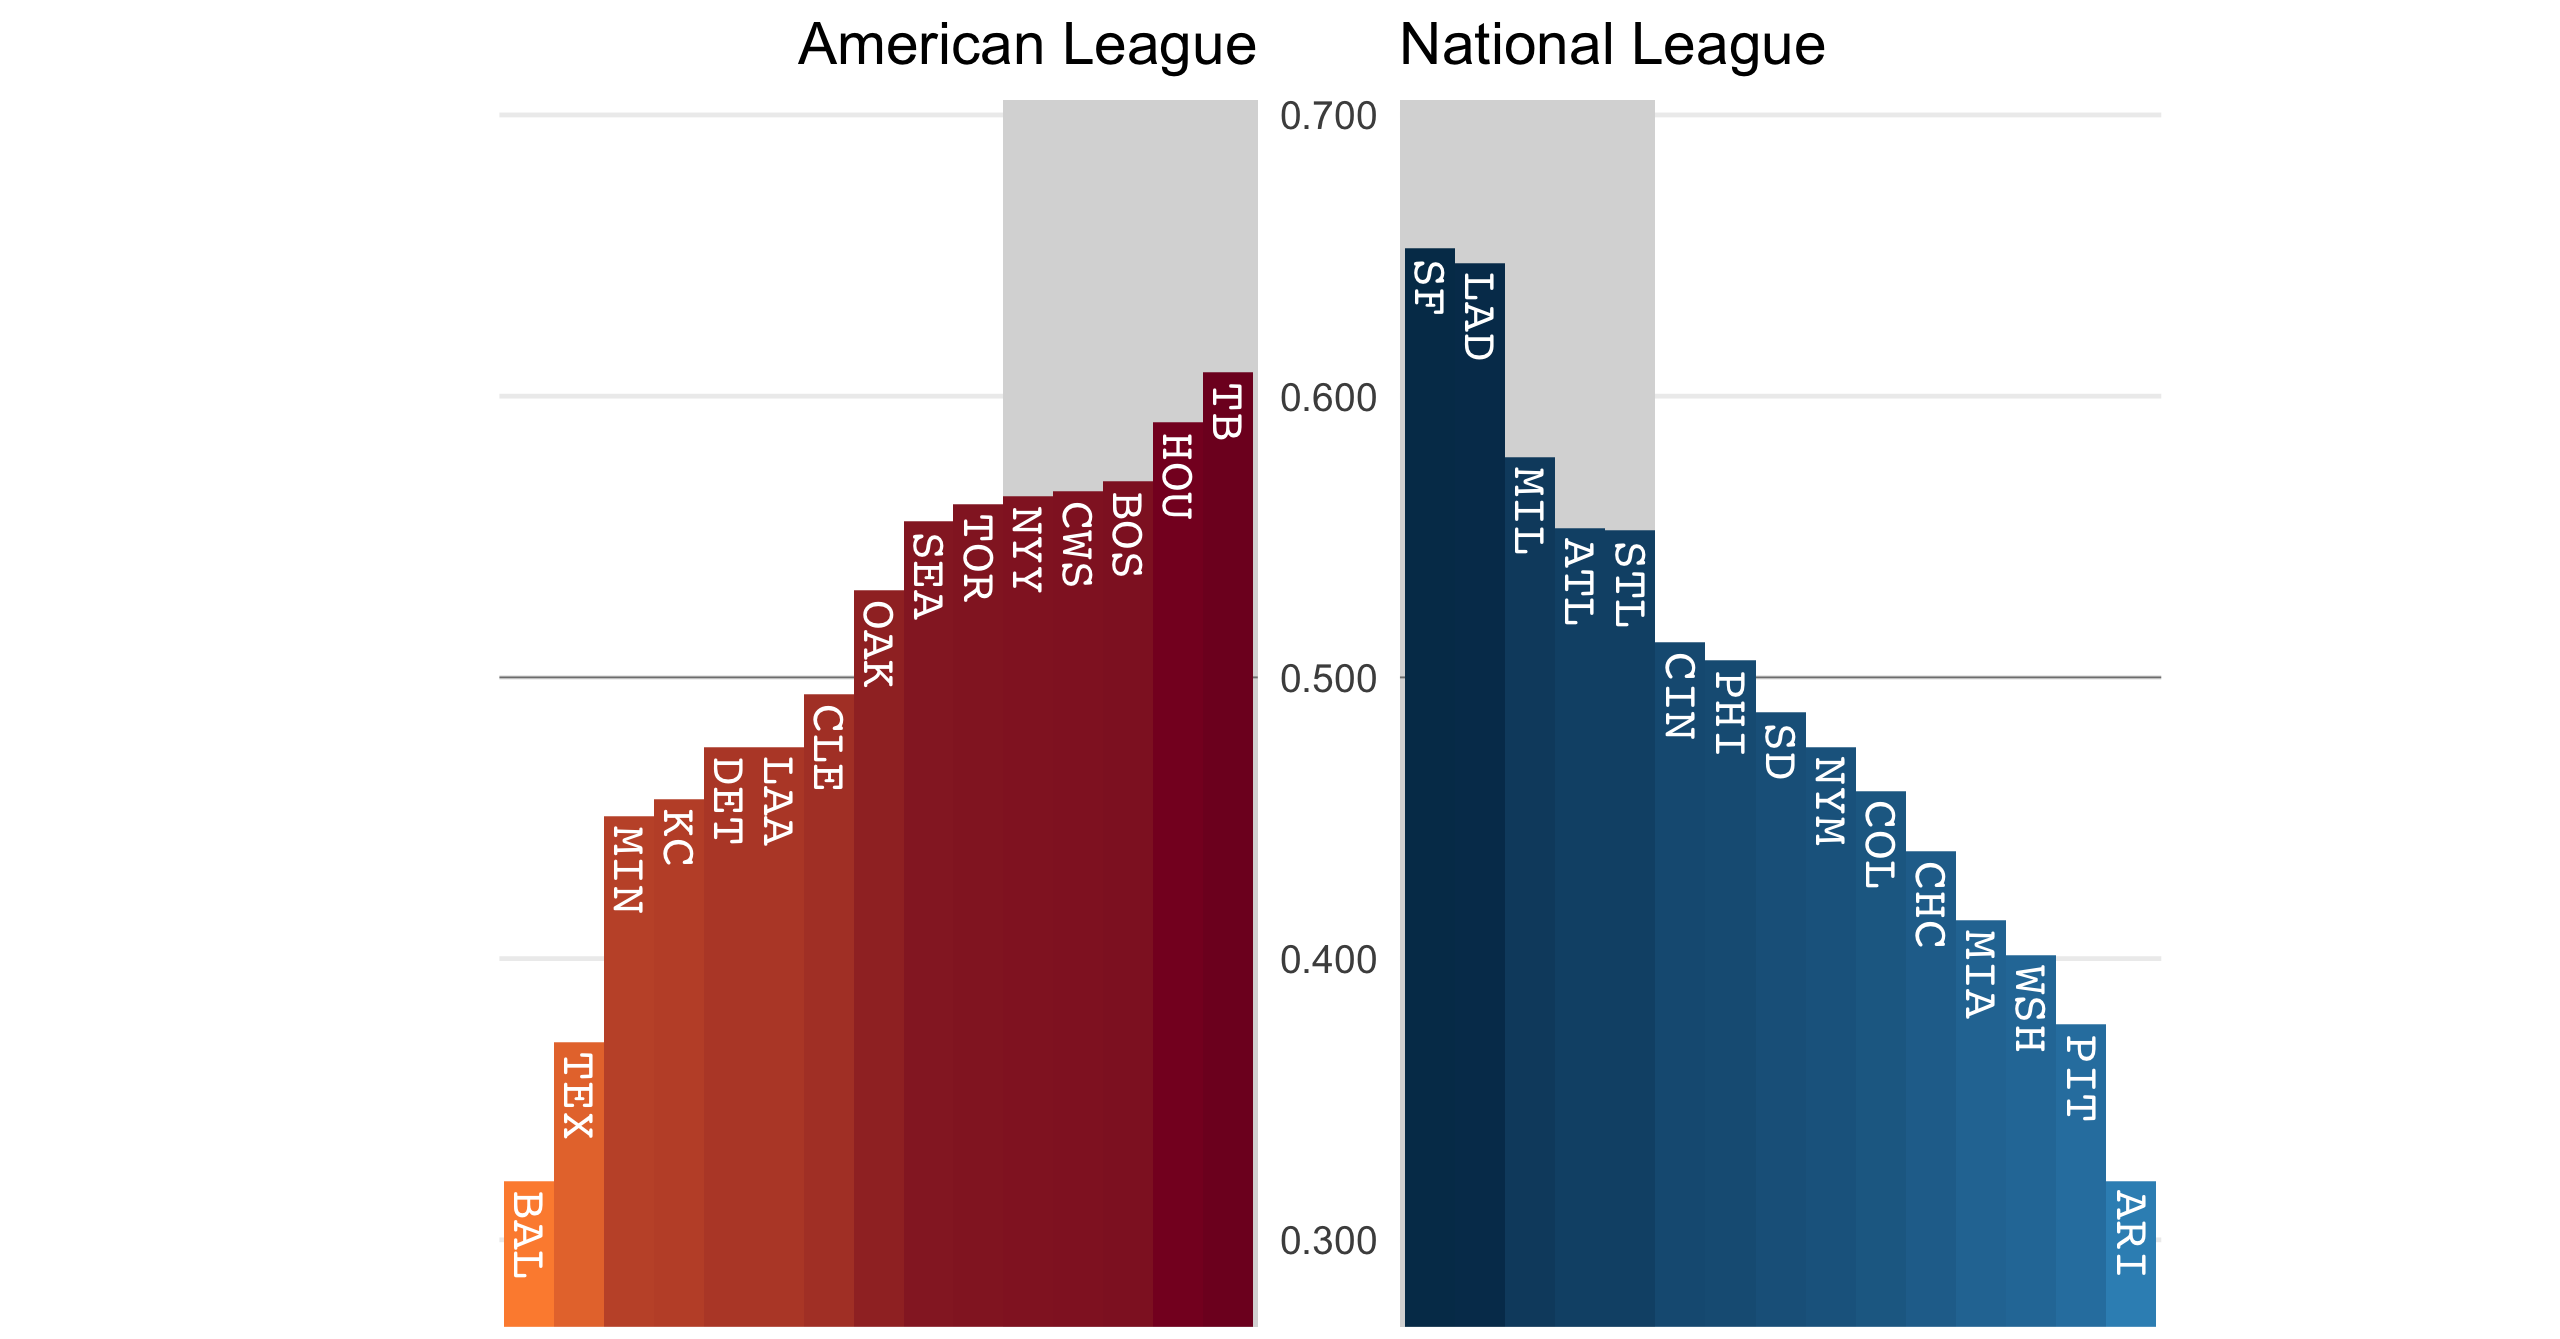 American League
National League
0.700
0.600
0.500
0.400
0.300
BAL
TEX
MIN
KC
DET
LAA
CLE
OAK
SEA
TOR
NYY
CWS
BOS
HOU
TB
SF
LAD
MIL
ATL
STL
CIN
PHI
SD
NYM
COL
CHC
MIA
WSH
PIT
ARI